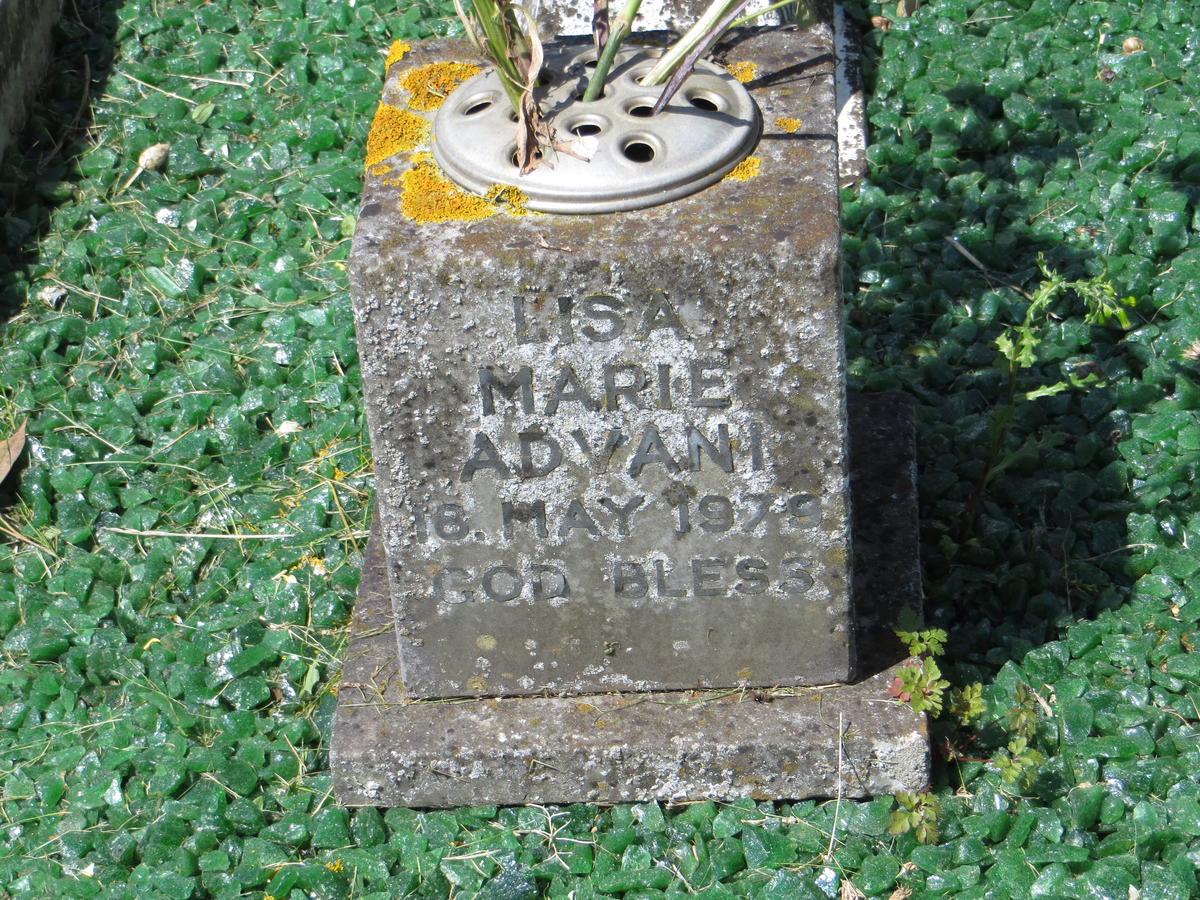 LISA
MARIE
ADVANI
18. MAY 1979
GOD BLESS